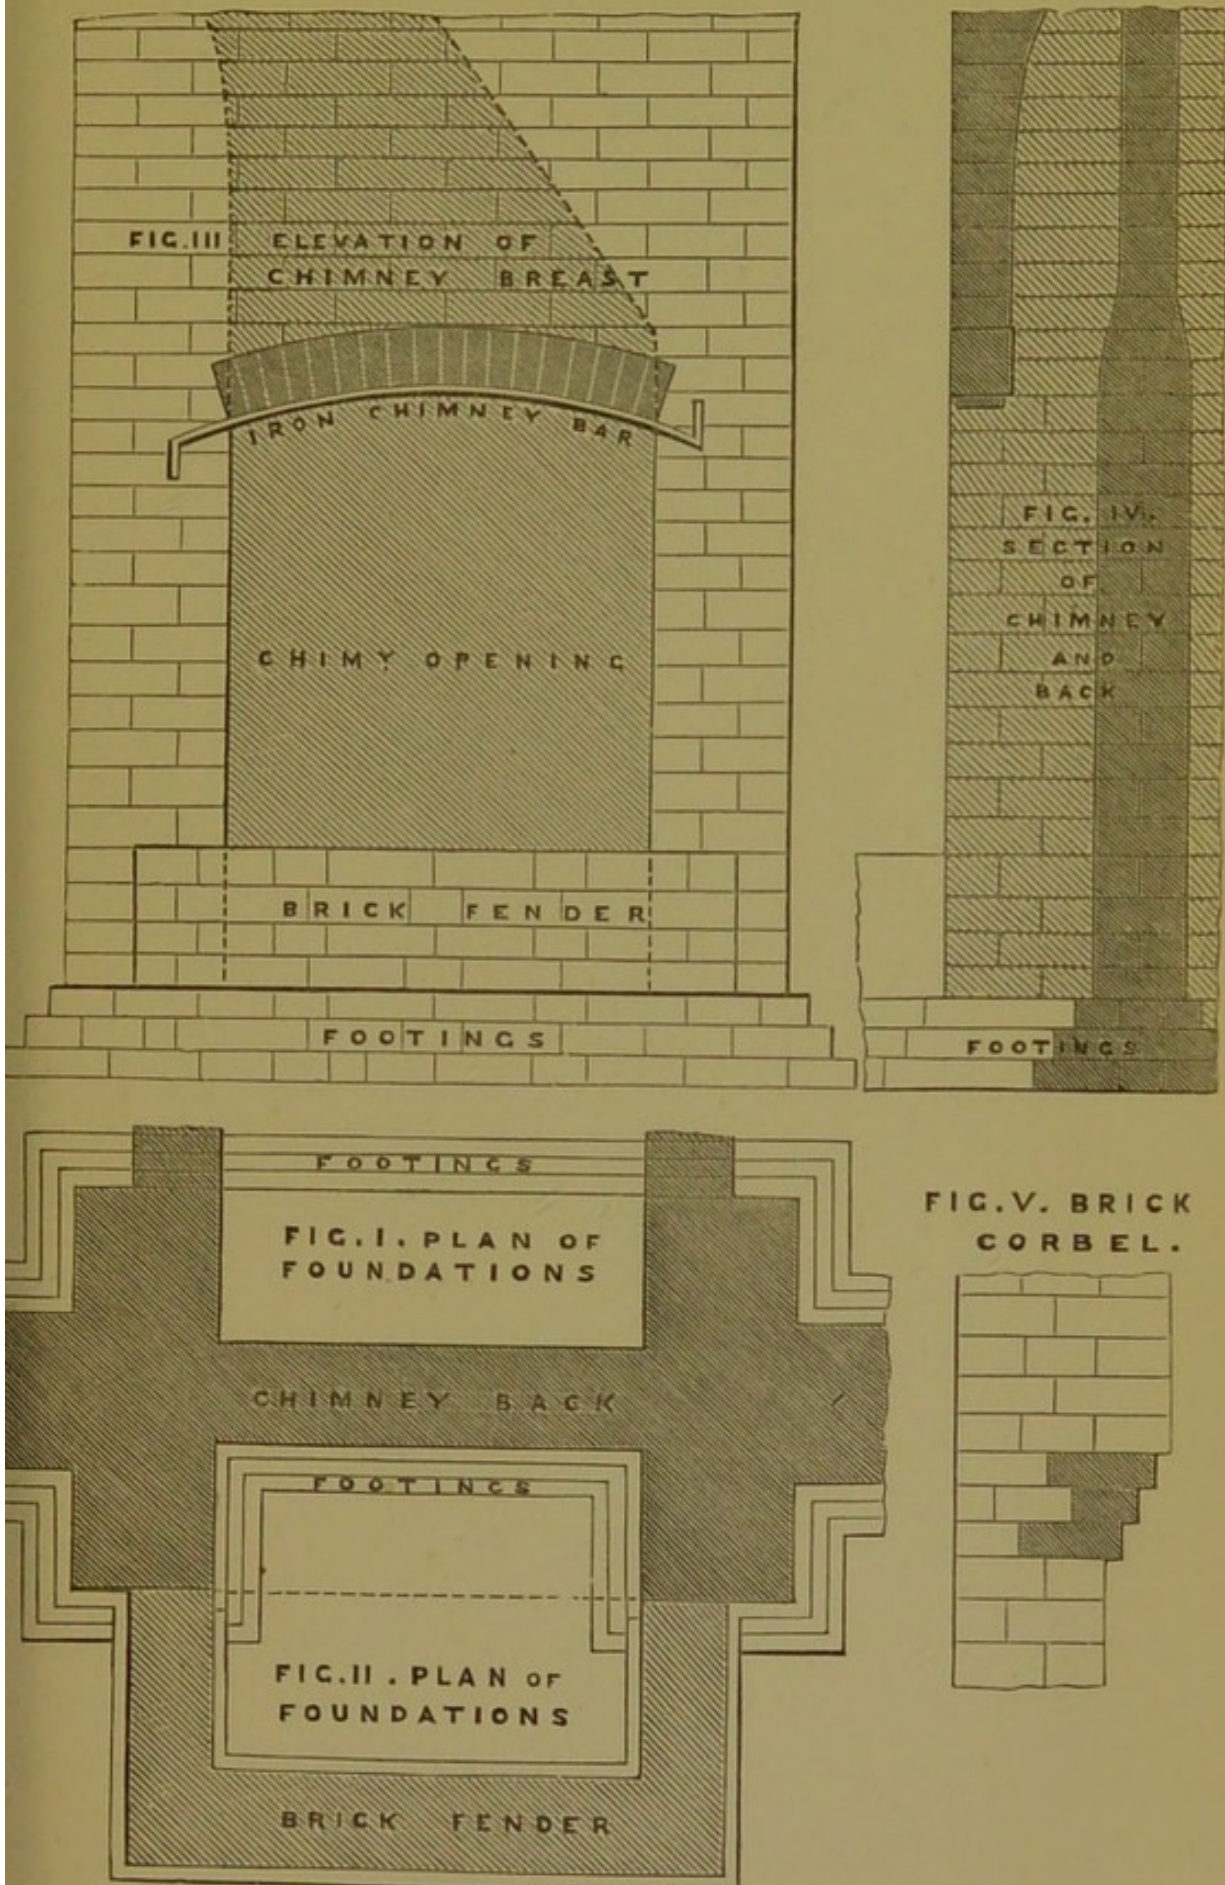 FIG.III ELEVATION OF
CHIMNEY BREAST
IRON CHIMNEY BAR
CHIMY OPENING
BRICK FENDER
FOOTINGS
FIG. IV.
SECTION
OF
CHIMNEY
AND
BACK
FOOTINGS
FOOTINGS
FIG.I. PLAN OF
FOUNDATIONS
CHIMNEY BACK
FOOTINGS
FIG.II. PLAN OF
FOUNDATIONS
BRICK FENDER
FIG.V. BRICK
CORBEL.